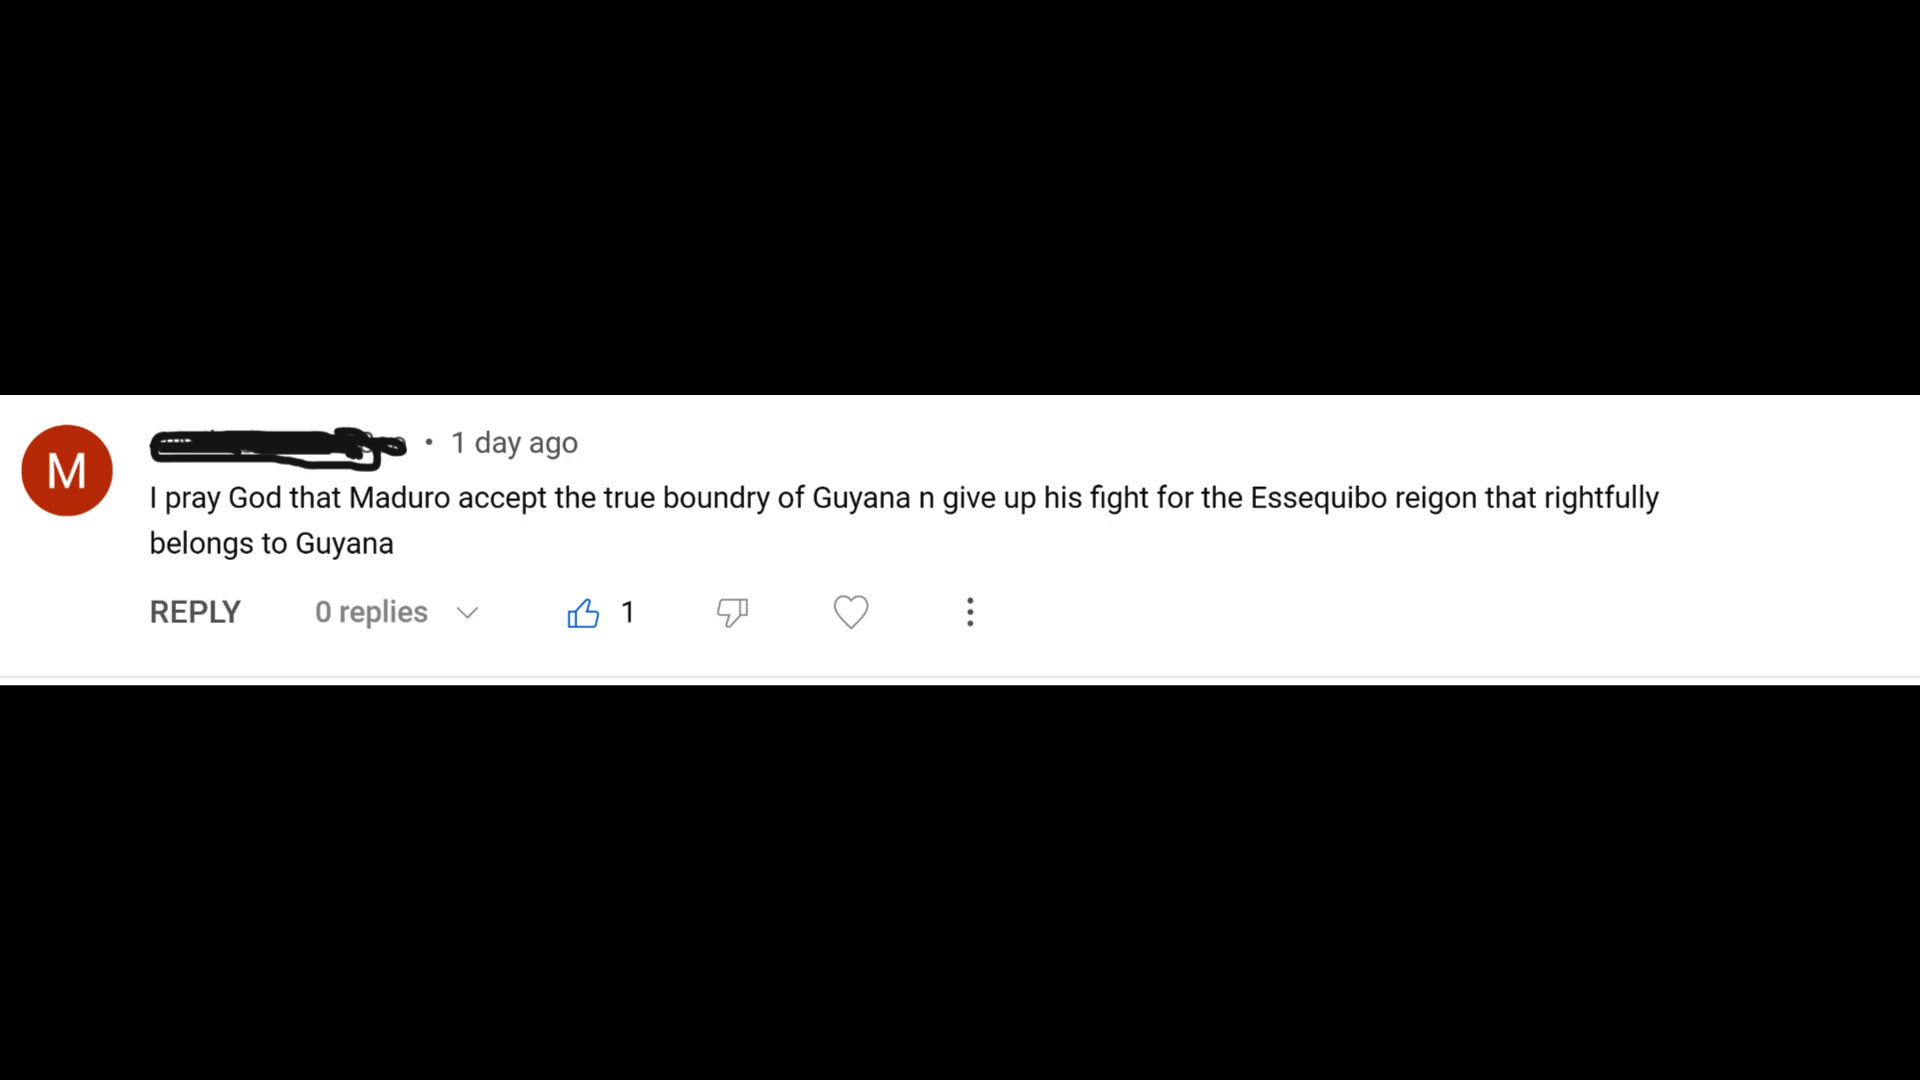 M
• 1 day ago
I pray God that Maduro accept the true boundry of Guyana n give up his fight for the Essequibo reigon that rightfully
belongs to Guyana
REPLY 0 replies 1